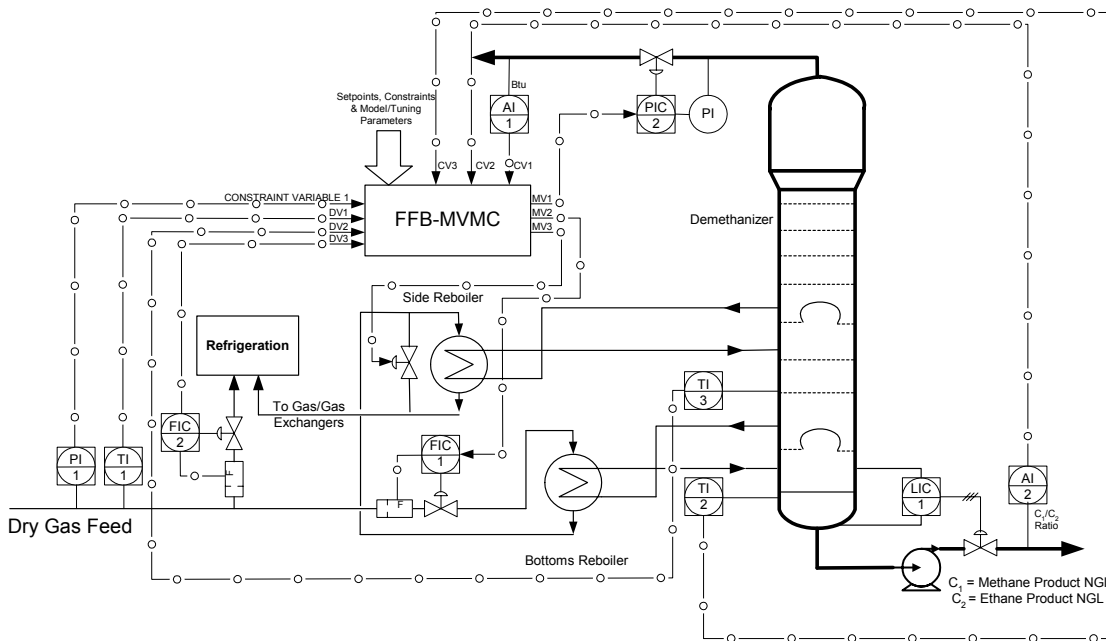 Btu
AI
1
PIC
2
PI
Setpoints, Constraints
& Model/Tuning
Parameters
CV3
CV2
CV1
CONSTRAINT VARIABLE 1
DV1
DV2
DV3
FFB-MVMC
MV1
MV2
MV3
Demethanizer
Side Reboiler
Refrigeration
To Gas/Gas
Exchangers
TI
3
FIC
2
FIC
1
PI
1
TI
1
F
F
TI
2
LIC
1
AI
2
C1/C2
Ratio
Dry Gas Feed
Bottoms Reboiler
C1 = Methane Product NGL
C2 = Ethane Product NGL